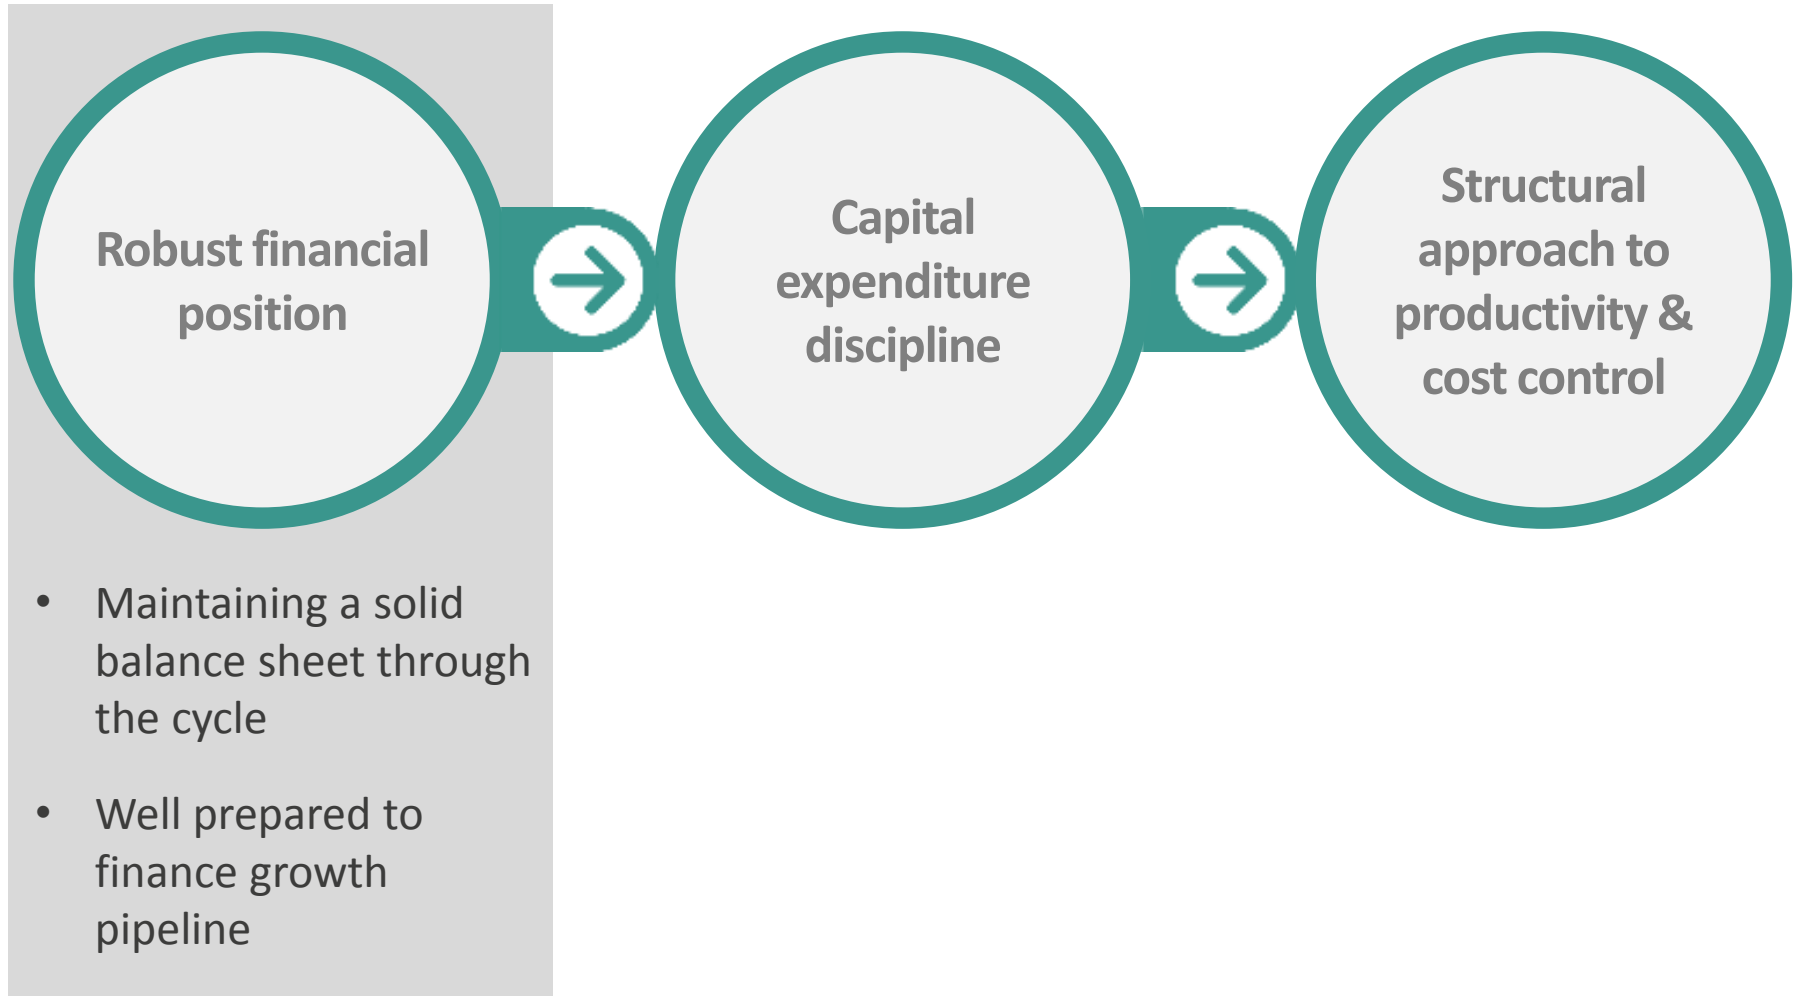 Robust financial
position
Capital
expenditure
discipline
Structural
approach to
productivity &
cost control
• Maintaining a solid
balance sheet through
the cycle
• Well prepared to
finance growth
pipeline